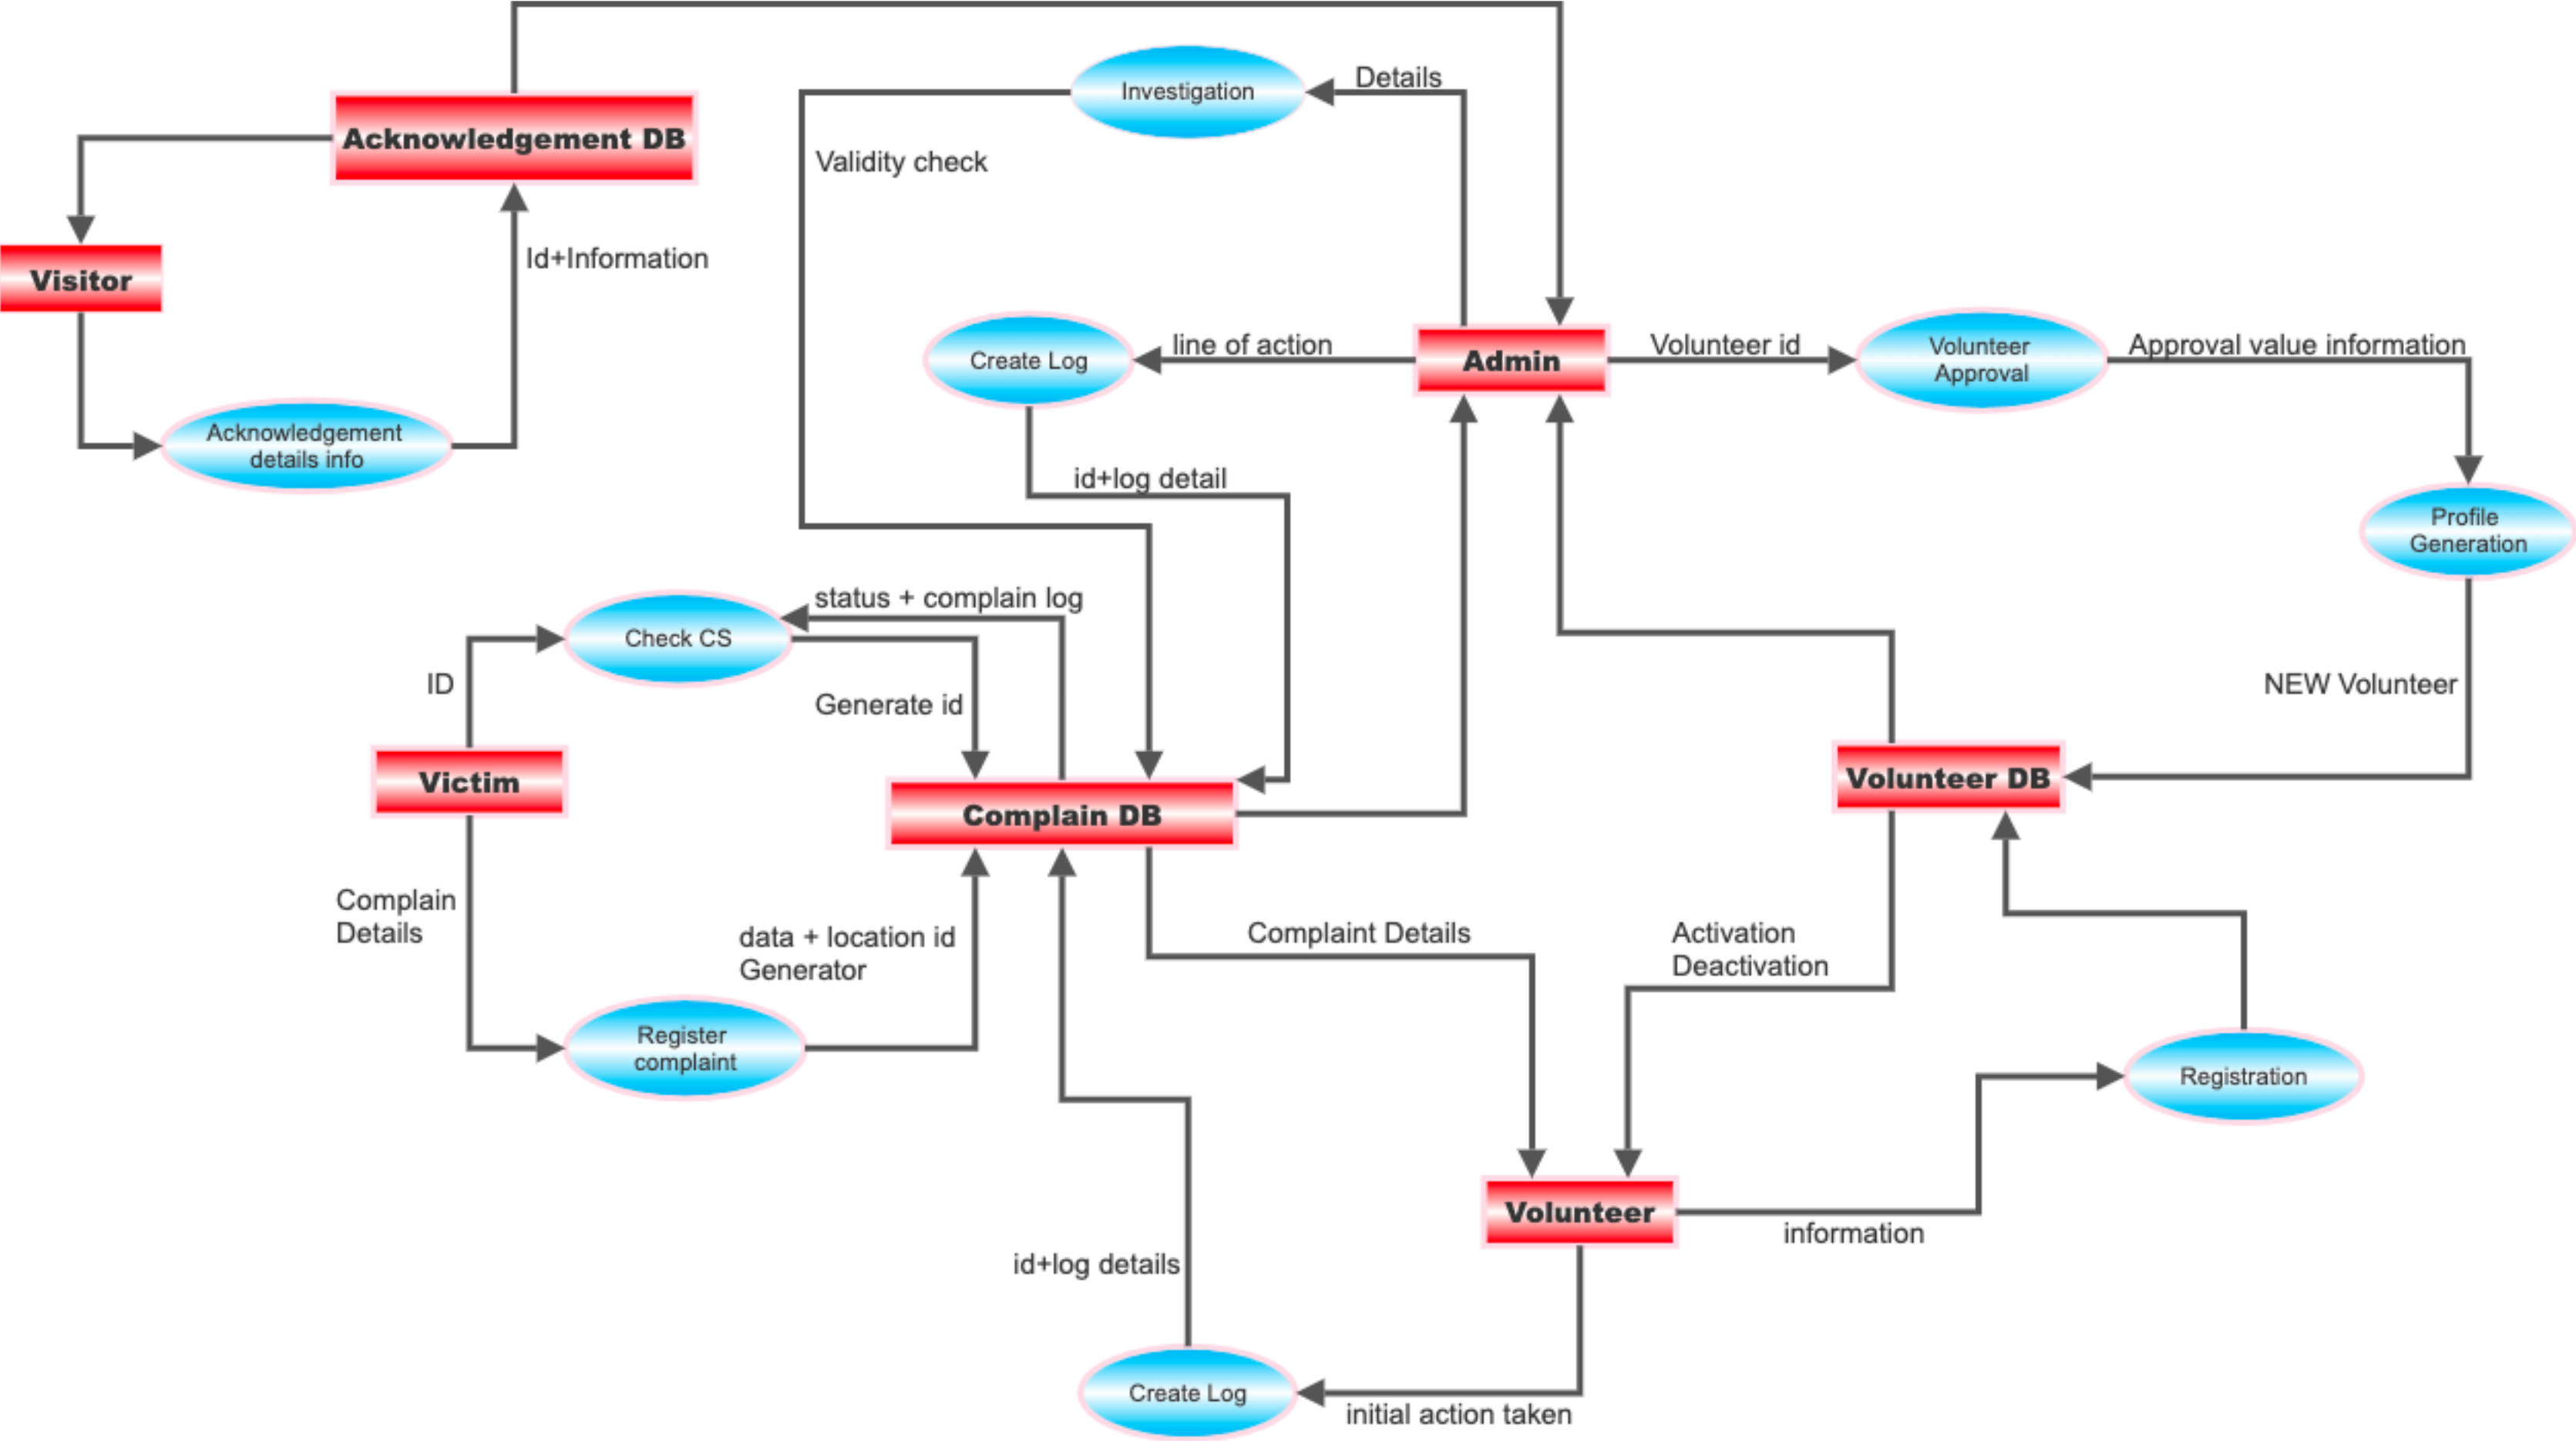 Investigation
Details
Acknowledgement DB
Validity check
Id+Information
Visitor
Create Log
line of action
Admin
Volunteer id
Volunteer
Approval
Approval value information
Acknowledgement
details info
id+log detail
Profile
Generation
status + complain log
Check CS
ID
Generate id
NEW Volunteer
Victim
Complain DB
Volunteer DB
Complain
Details
data + location id
Generator
Complaint Details
Activation
Deactivation
Register
complaint
Registration
Volunteer
information
id+log details
Create Log
initial action taken